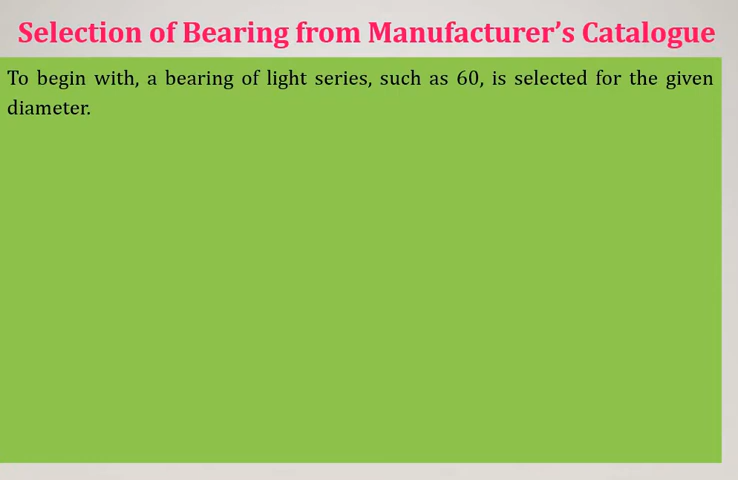 Selection of Bearing from Manufacturer’s Catalogue
To begin with, a bearing of light series, such as 60, is selected for the given
diameter.